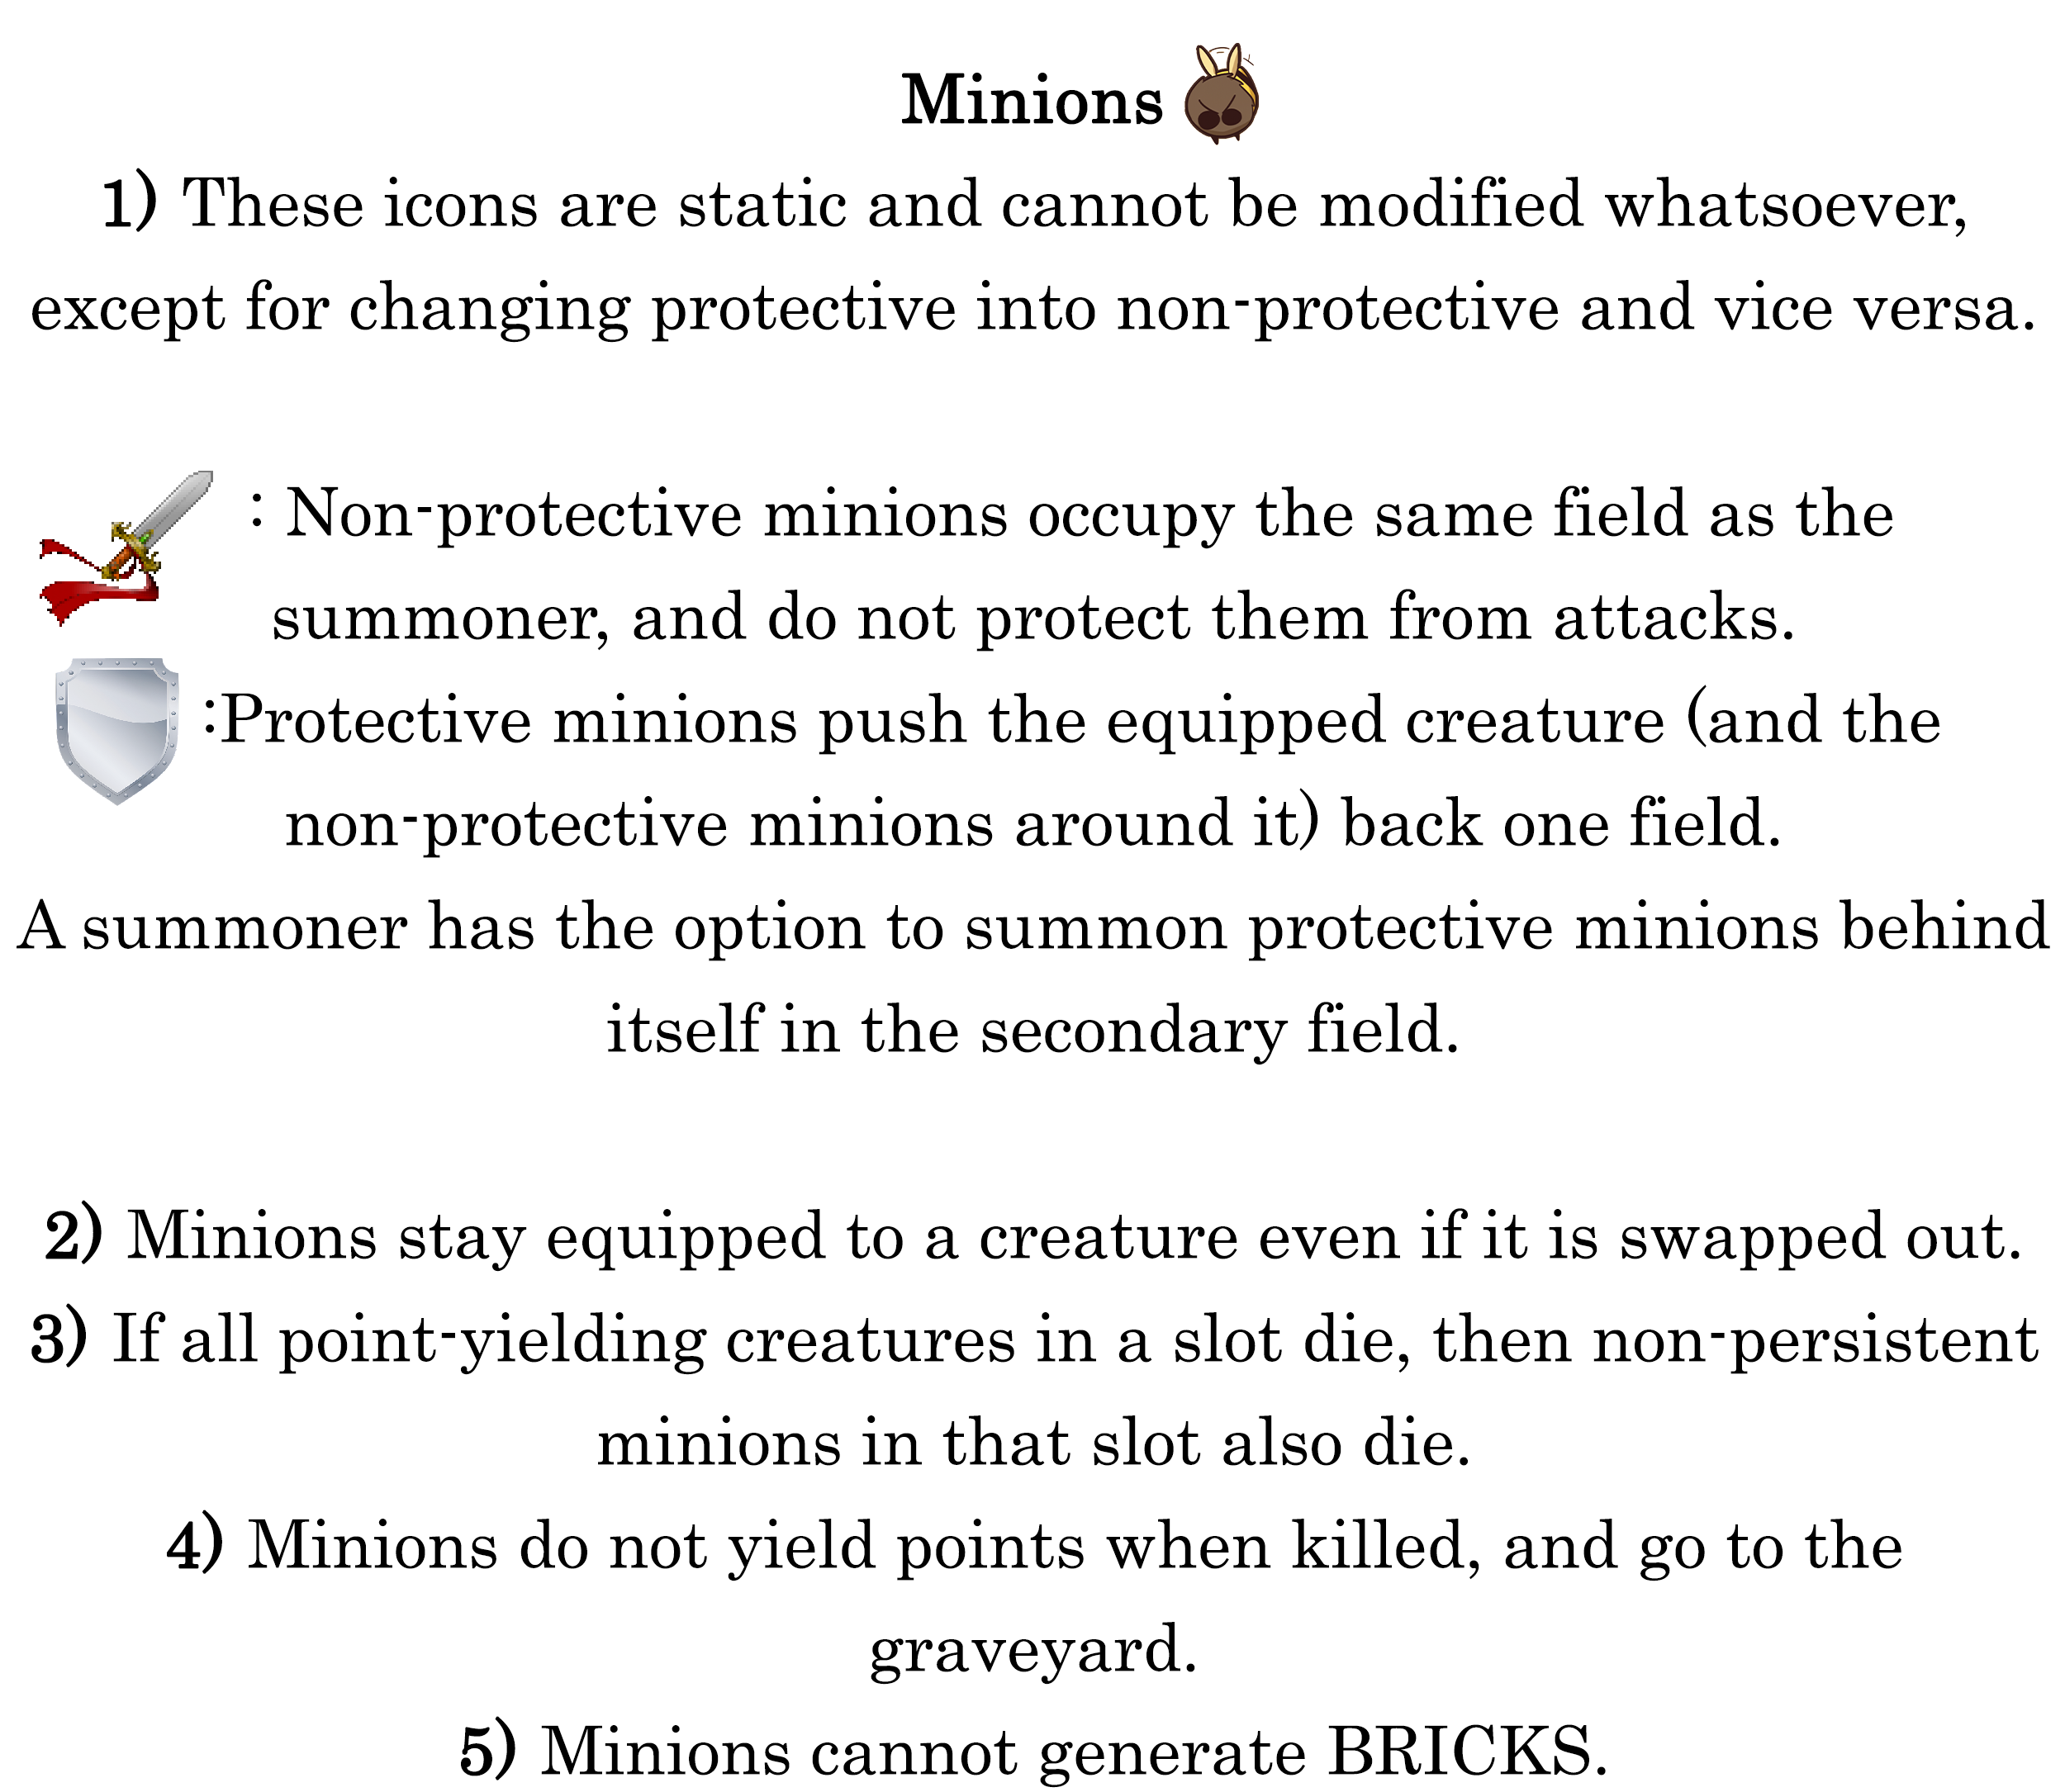 Minions
1) These icons are static and cannot be modified whatsoever,
except for changing protective into non-protective and vice versa.
: Non-protective minions occupy the same field as the
summoner, and do not protect them from attacks.
:Protective minions push the equipped creature (and the
non-protective minions around it) back one field.
A summoner has the option to summon protective minions behind
itself in the secondary field.
2) Minions stay equipped to a creature even if it is swapped out.
3) If all point-yielding creatures in a slot die, then non-persistent
minions in that slot also die.
4) Minions do not yield points when killed, and go to the
graveyard.
5) Minions cannot generate BRICKS.